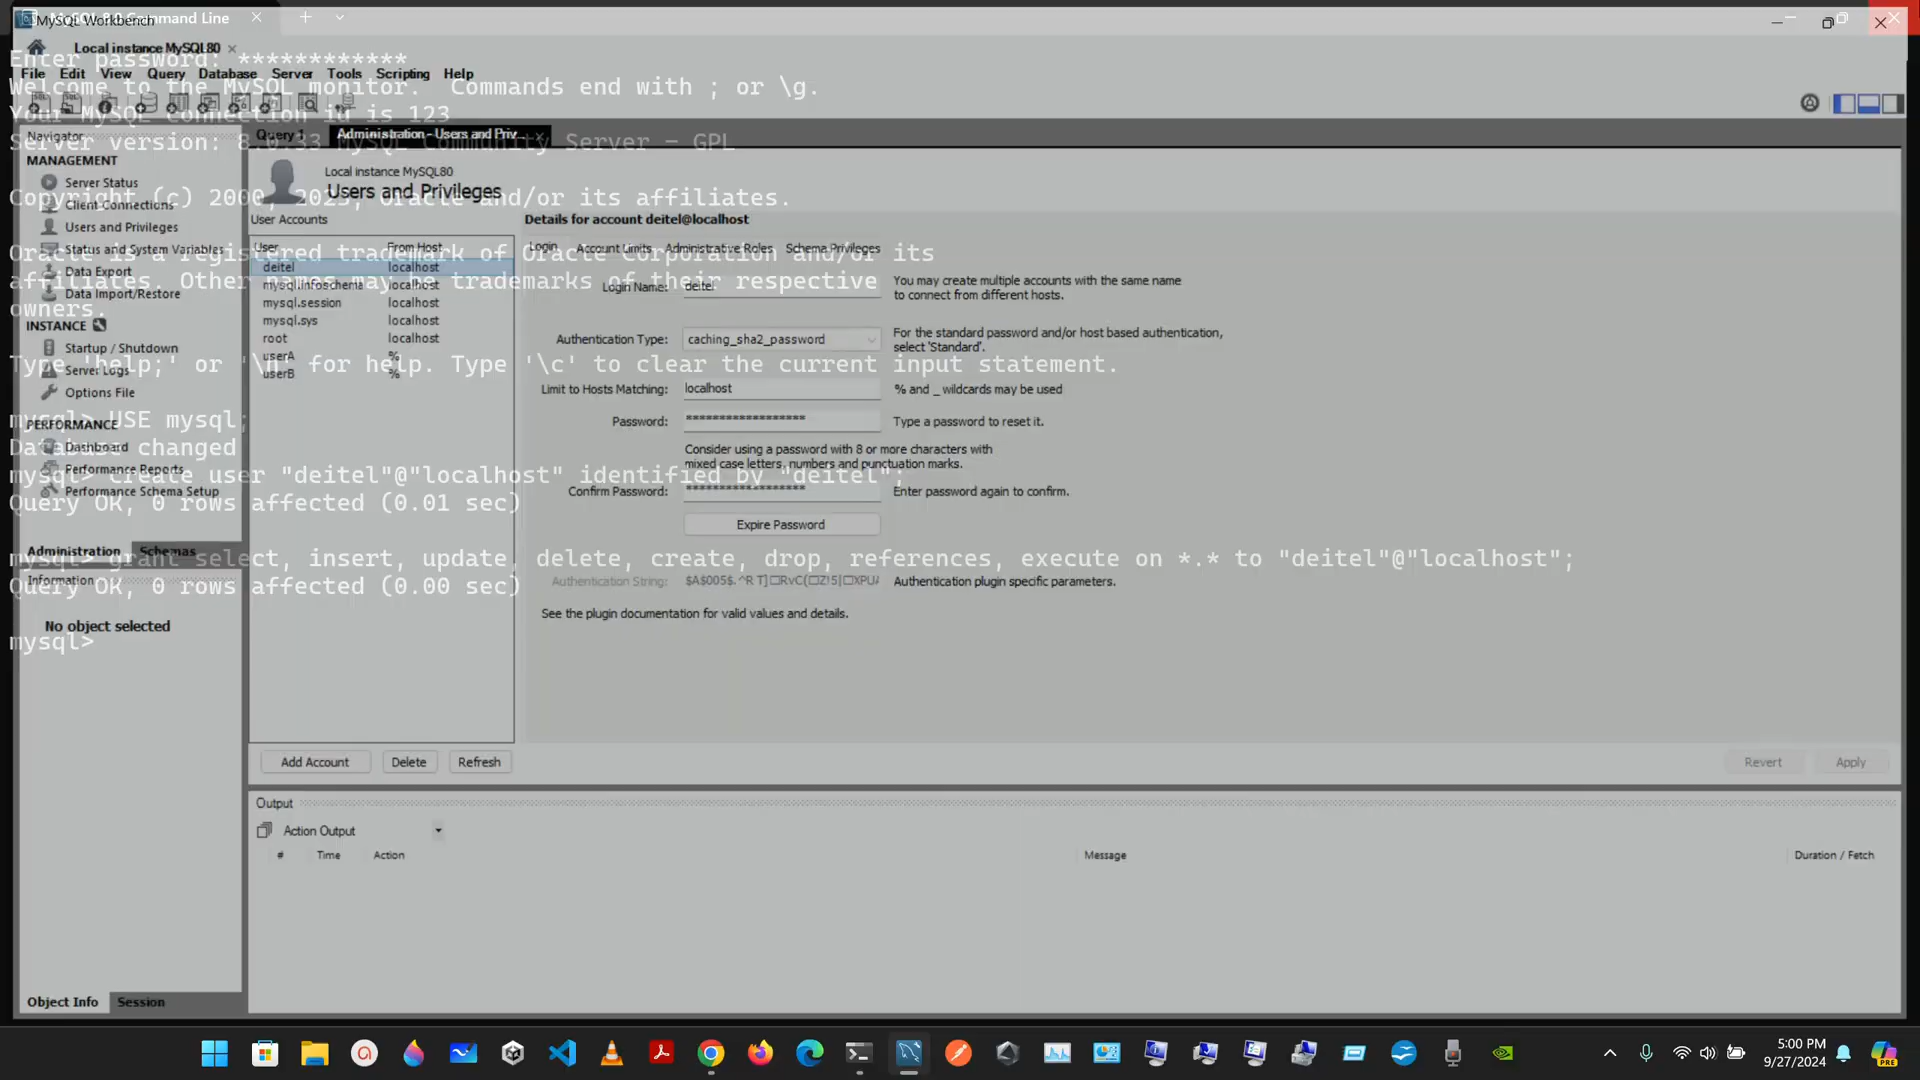 MySQL 8.0 Command Line
MySQL Workbench
Local instance MySQL80
File Edit View Query Database Server Tools Scripting Help
Enter password: ************
Welcome to the MySQL monitor. Commands end with ; or \g.
Your MySQL connection id is 123
Server version: 8.0.33 MySQL Community Server - GPL
Copyright (c) 2000, 2023, Oracle and/or its affiliates.
Oracle is a registered trademark of Oracle Corporation and/or its
affiliates. Other names may be trademarks of their respective
owners.
Type 'help;' or '\h' for help. Type '\c' to clear the current input statement.
mysql> USE mysql;
Database changed
mysql> create user "deitel"@"localhost" identified by "deitel";
Query OK, 0 rows affected (0.01 sec)
mysql> grant select, insert, update, delete, create, drop, references, execute on *.* to "deitel"@"localhost";
Query OK, 0 rows affected (0.00 sec)
mysql>
Navigator
MANAGEMENT
Server Status
Client Connections
Users and Privileges
Status and System Variables
Data Export
Data Import/Restore
INSTANCE
Startup / Shutdown
Server Logs
Options File
PERFORMANCE
Dashboard
Performance Reports
Performance Schema Setup
Administration Schemas
Information
No object selected
Object Info Session
Query 1 Administration - Users and Priv...
Local instance MySQL80
Users and Privileges
User Accounts
User From Host
deitel localhost
mysql.infoschema localhost
mysql.session localhost
mysql.sys localhost
root localhost
userA %
userB %
Add Account Delete Refresh
Details for account deitel@localhost
Login Account Limits Administrative Roles Schema Privileges
Login Name: deitel
You may create multiple accounts with the same name
to connect from different hosts.
Authentication Type: caching_sha2_password
For the standard password and/or host based authentication,
select 'Standard'.
Limit to Hosts Matching: localhost % and _ wildcards may be used
Password: ****************** Type a password to reset it.
Consider using a password with 8 or more characters with
mixed case letters, numbers and punctuation marks.
Confirm Password: ****************** Enter password again to confirm.
Expire Password
Authentication String: Authentication plugin specific parameters.
See the plugin documentation for valid values and details.
Revert Apply
Output
Action Output
# Time Action Message Duration / Fetch
5:00 PM
9/27/2024
PRE